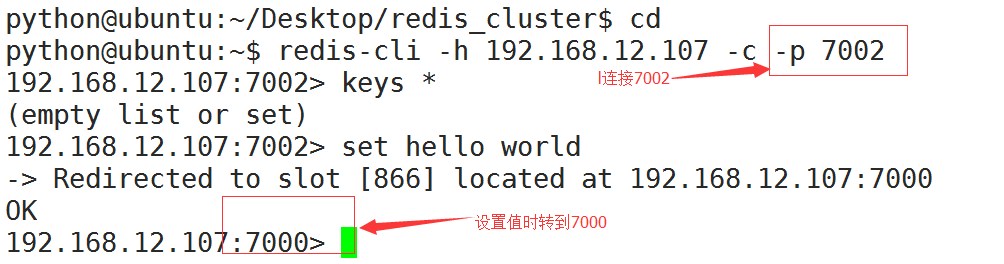 python@ubuntu:~/Desktop/redis_cluster$ cd
python@ubuntu:~$ redis-cli -h 192.168.12.107 -c -p 7002
192.168.12.107:7002> keys *
l连接7002
(empty list or set)
192.168.12.107:7002> set hello world
-> Redirected to slot [866] located at 192.168.12.107:7000
OK
设置值时转到7000
192.168.12.107:7000>